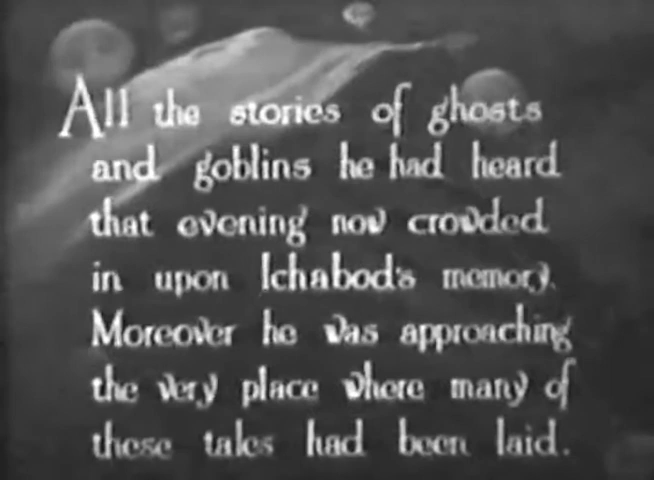 All the stories of ghosts
and goblins he had heard
that evening now crowded
in upon Ichabod's memory.
Moreover he was approaching
the very place where many of
these tales had been laid.